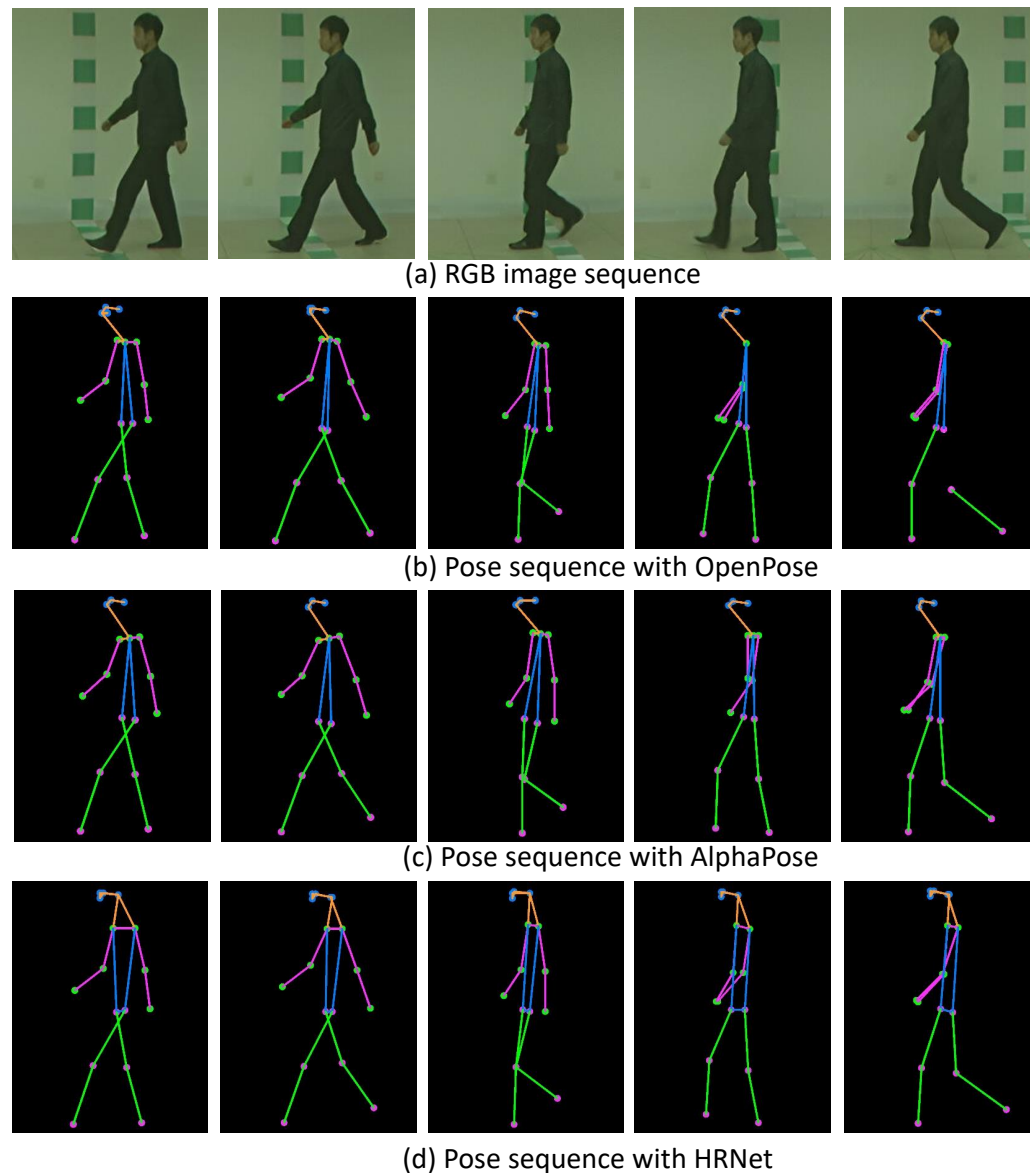 (a) RGB image sequence
(b) Pose sequence with OpenPose
(c) Pose sequence with AlphaPose
(d) Pose sequence with HRNet